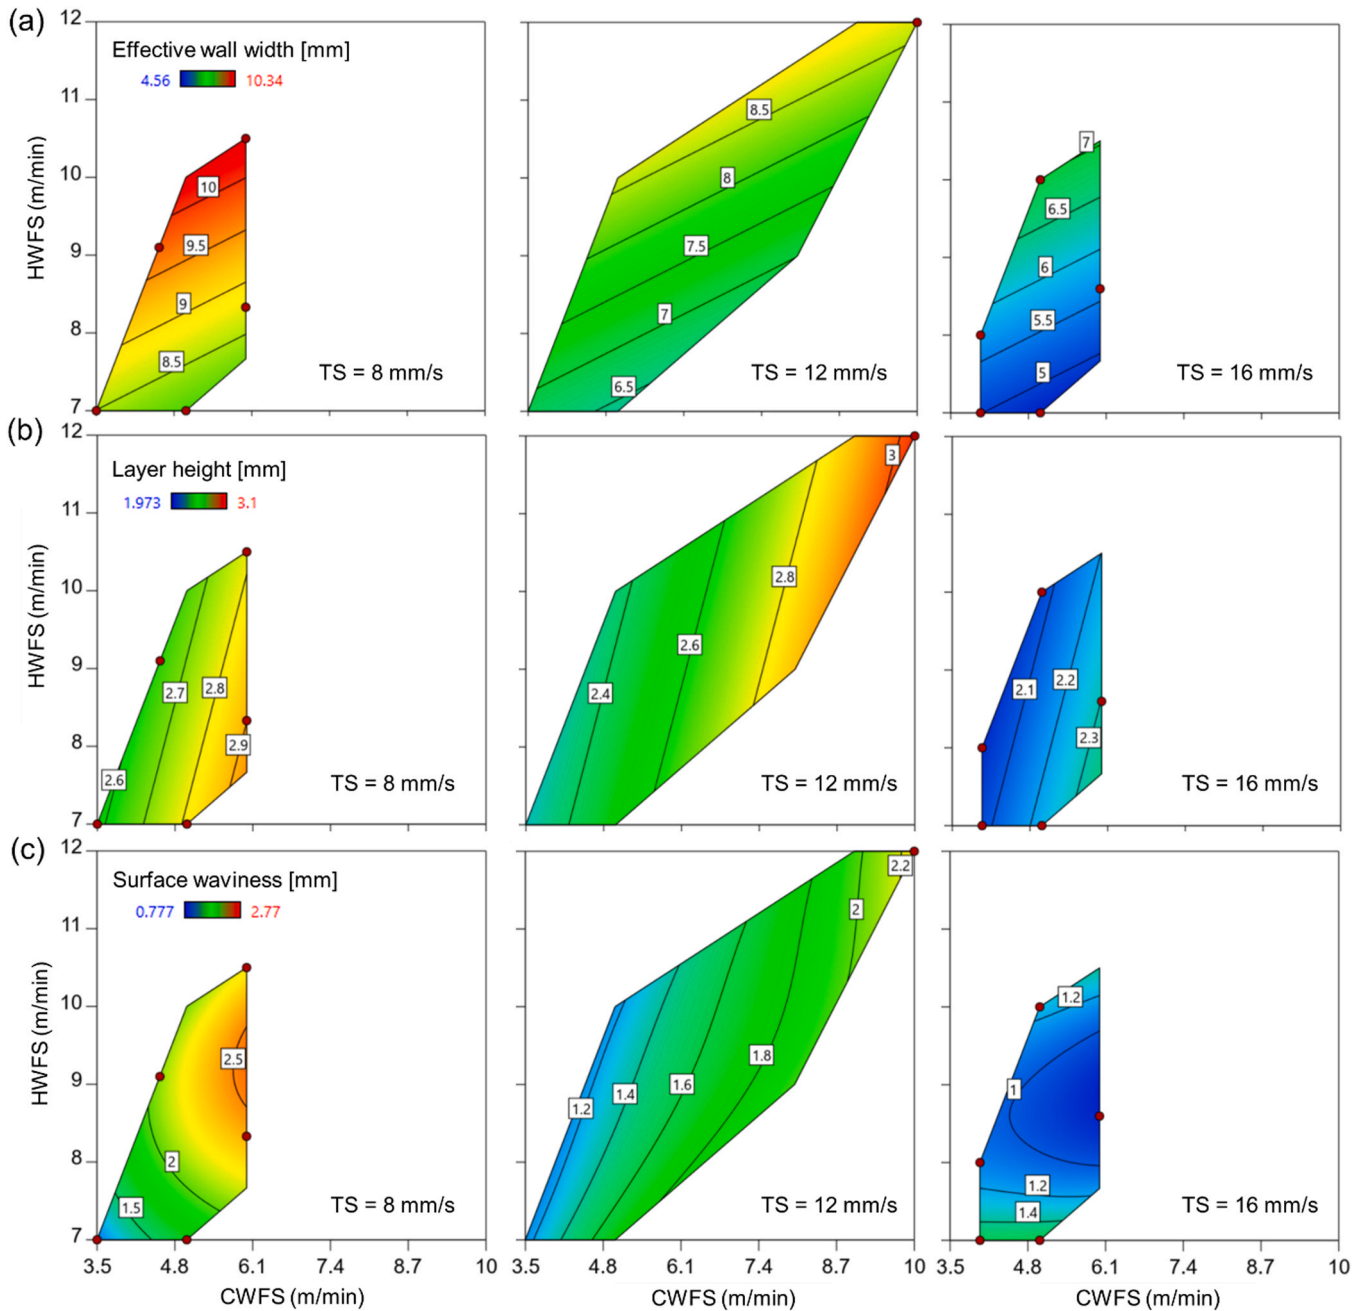 (a)
12
11
10
9
8
7
HWFS (m/min)
Effective wall width [mm]
4.56 10.34
10
9.5
9
8.5
TS = 8 mm/s
8.5
8
7.5
7
6.5
TS = 12 mm/s
7
6.5
6
5.5
5
TS = 16 mm/s
(b)
12
11
10
9
8
7
HWFS (m/min)
Layer height [mm]
1.973 3.1
2.7
2.8
2.9
2.6
TS = 8 mm/s
3
2.8
2.6
2.4
TS = 12 mm/s
2.1
2.2
2.3
TS = 16 mm/s
(c)
12
11
10
9
8
7
HWFS (m/min)
Surface waviness [mm]
0.777 2.77
2.5
2
1.5
TS = 8 mm/s
2.2
2
1.8
1.6
1.4
1.2
TS = 12 mm/s
1.2
1
1.2
1.4
TS = 16 mm/s
3.5 4.8 6.1 7.4 8.7 10
CWFS (m/min)
3.5 4.8 6.1 7.4 8.7 10
CWFS (m/min)
3.5 4.8 6.1 7.4 8.7 10
CWFS (m/min)